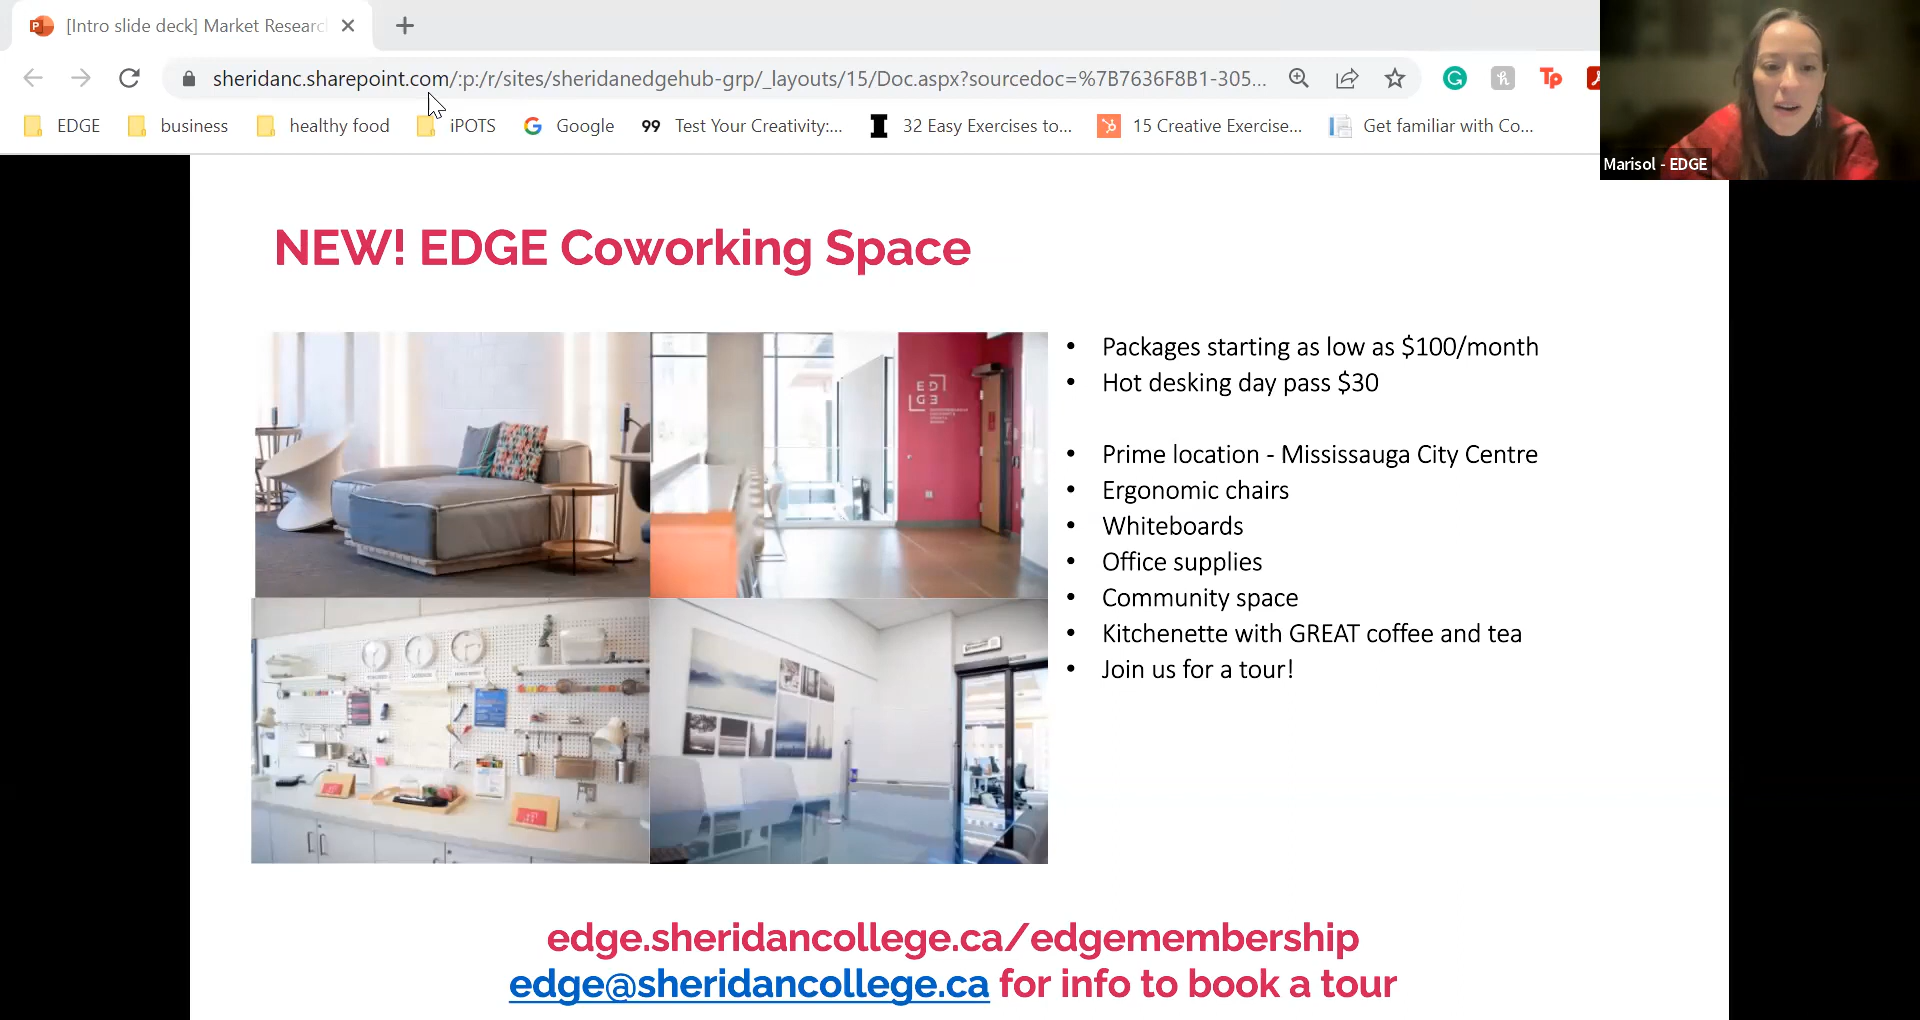 [Intro slide deck] Market Researc
sheridanc.sharepoint.com/:p:/r/sites/sheridanedgehub-grp/_layouts/15/Doc.aspx?sourcedoc=%7B7636F8B1-305...
EDGE business healthy food iPOTS Google 99 Test Your Creativity:... 32 Easy Exercises to... 15 Creative Exercise... Get familiar with Co...
Marisol - EDGE
NEW! EDGE Coworking Space
ED
GE
• Packages starting as low as $100/month
• Hot desking day pass $30
• Prime location - Mississauga City Centre
• Ergonomic chairs
• Whiteboards
• Office supplies
• Community space
• Kitchenette with GREAT coffee and tea
• Join us for a tour!
edge.sheridancollege.ca/edgemembership
edge@sheridancollege.ca for info to book a tour